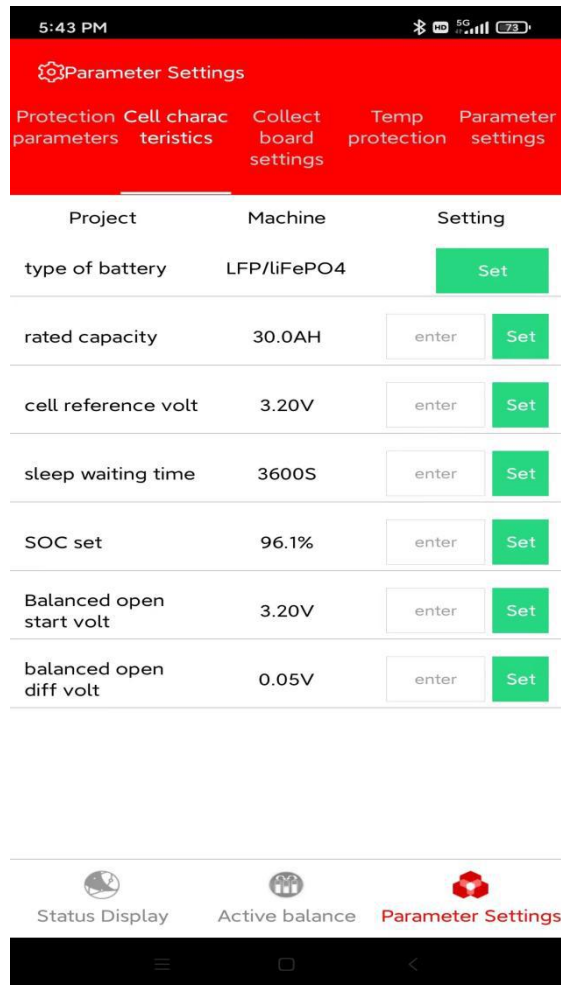 5:43 PM
HD 5G 73
Parameter Settings
Protection parameters
Cell charac teristics
Collect board settings
Temp protection
Parameter settings
Project Machine Setting
type of battery LFP/liFePO4 Set
rated capacity 30.0AH enter Set
cell reference volt 3.20V enter Set
sleep waiting time 3600S enter Set
SOC set 96.1% enter Set
Balanced open
start volt 3.20V enter Set
balanced open
diff volt 0.05V enter Set
Status Display Active balance Parameter Settings